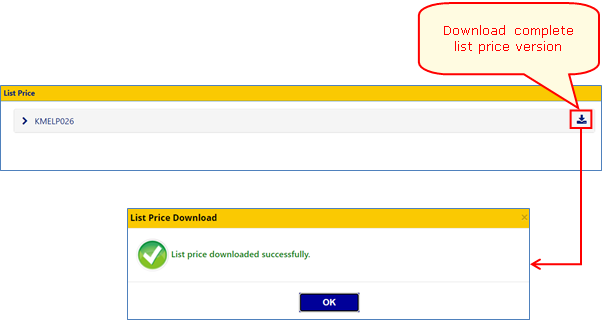 Download complete
list price version
List Price
KMELP026
List Price Download
List price downloaded successfully.
OK